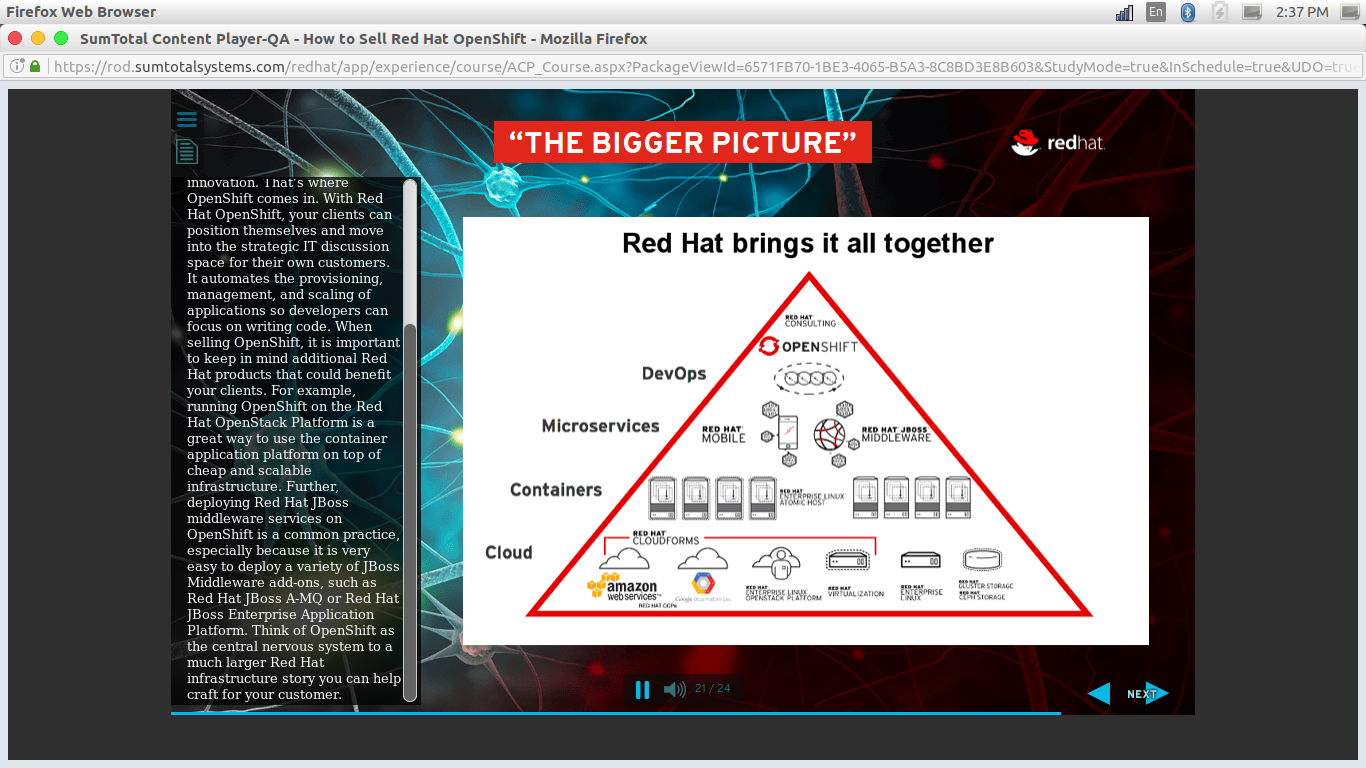 Firefox Web Browser
En
2:37 PM
SumTotal Content Player-QA - How to Sell Red Hat OpenShift - Mozilla Firefox
https://rod.sumtotalsystems.com/redhat/app/experience/course/ACP_Course.aspx?PackageViewId=6571FB70-1BE3-4065-B5A3-8C8BD3E8B603&StudyMode=true&InSchedule=true&UDO=true
“THE BIGGER PICTURE”
redhat.
innovation. That's where
OpenShift comes in. With Red
Hat OpenShift, your clients can
position themselves and move
into the strategic IT discussion
space for their own customers.
It automates the provisioning,
management, and scaling of
applications so developers can
focus on writing code. When
selling OpenShift, it is important
to keep in mind additional Red
Hat products that could benefit
your clients. For example,
running OpenShift on the Red
Hat OpenStack Platform is a
great way to use the container
application platform on top of
cheap and scalable
infrastructure. Further,
deploying Red Hat JBoss
middleware services on
OpenShift is a common practice,
especially because it is very
easy to deploy a variety of JBoss
Middleware add-ons, such as
Red Hat JBoss A-MQ or Red Hat
JBoss Enterprise Application
Platform. Think of OpenShift as
the central nervous system to a
much larger Red Hat
infrastructure story you can help
craft for your customer.
Red Hat brings it all together
RED HAT
CONSULTING
OPENSHIFT
DevOps
Microservices
RED HAT
MOBILE
RED HAT JBOSS
MIDDLEWARE
Containers
RED HAT
ENTERPRISE LINUX
ATOMIC HOST
Cloud
RED HAT
CLOUDFORMS
amazon
web services™
RED HAT CCPs
Google Cloud Platform
RED HAT
ENTERPRISE LINUX
OPENSTACK PLATFORM
RED HAT
VIRTUALIZATION
RED HAT
ENTERPRISE
LINUX
RED HAT
GLUSTER STORAGE
RED HAT
CEPH STORAGE
21 / 24
NEXT